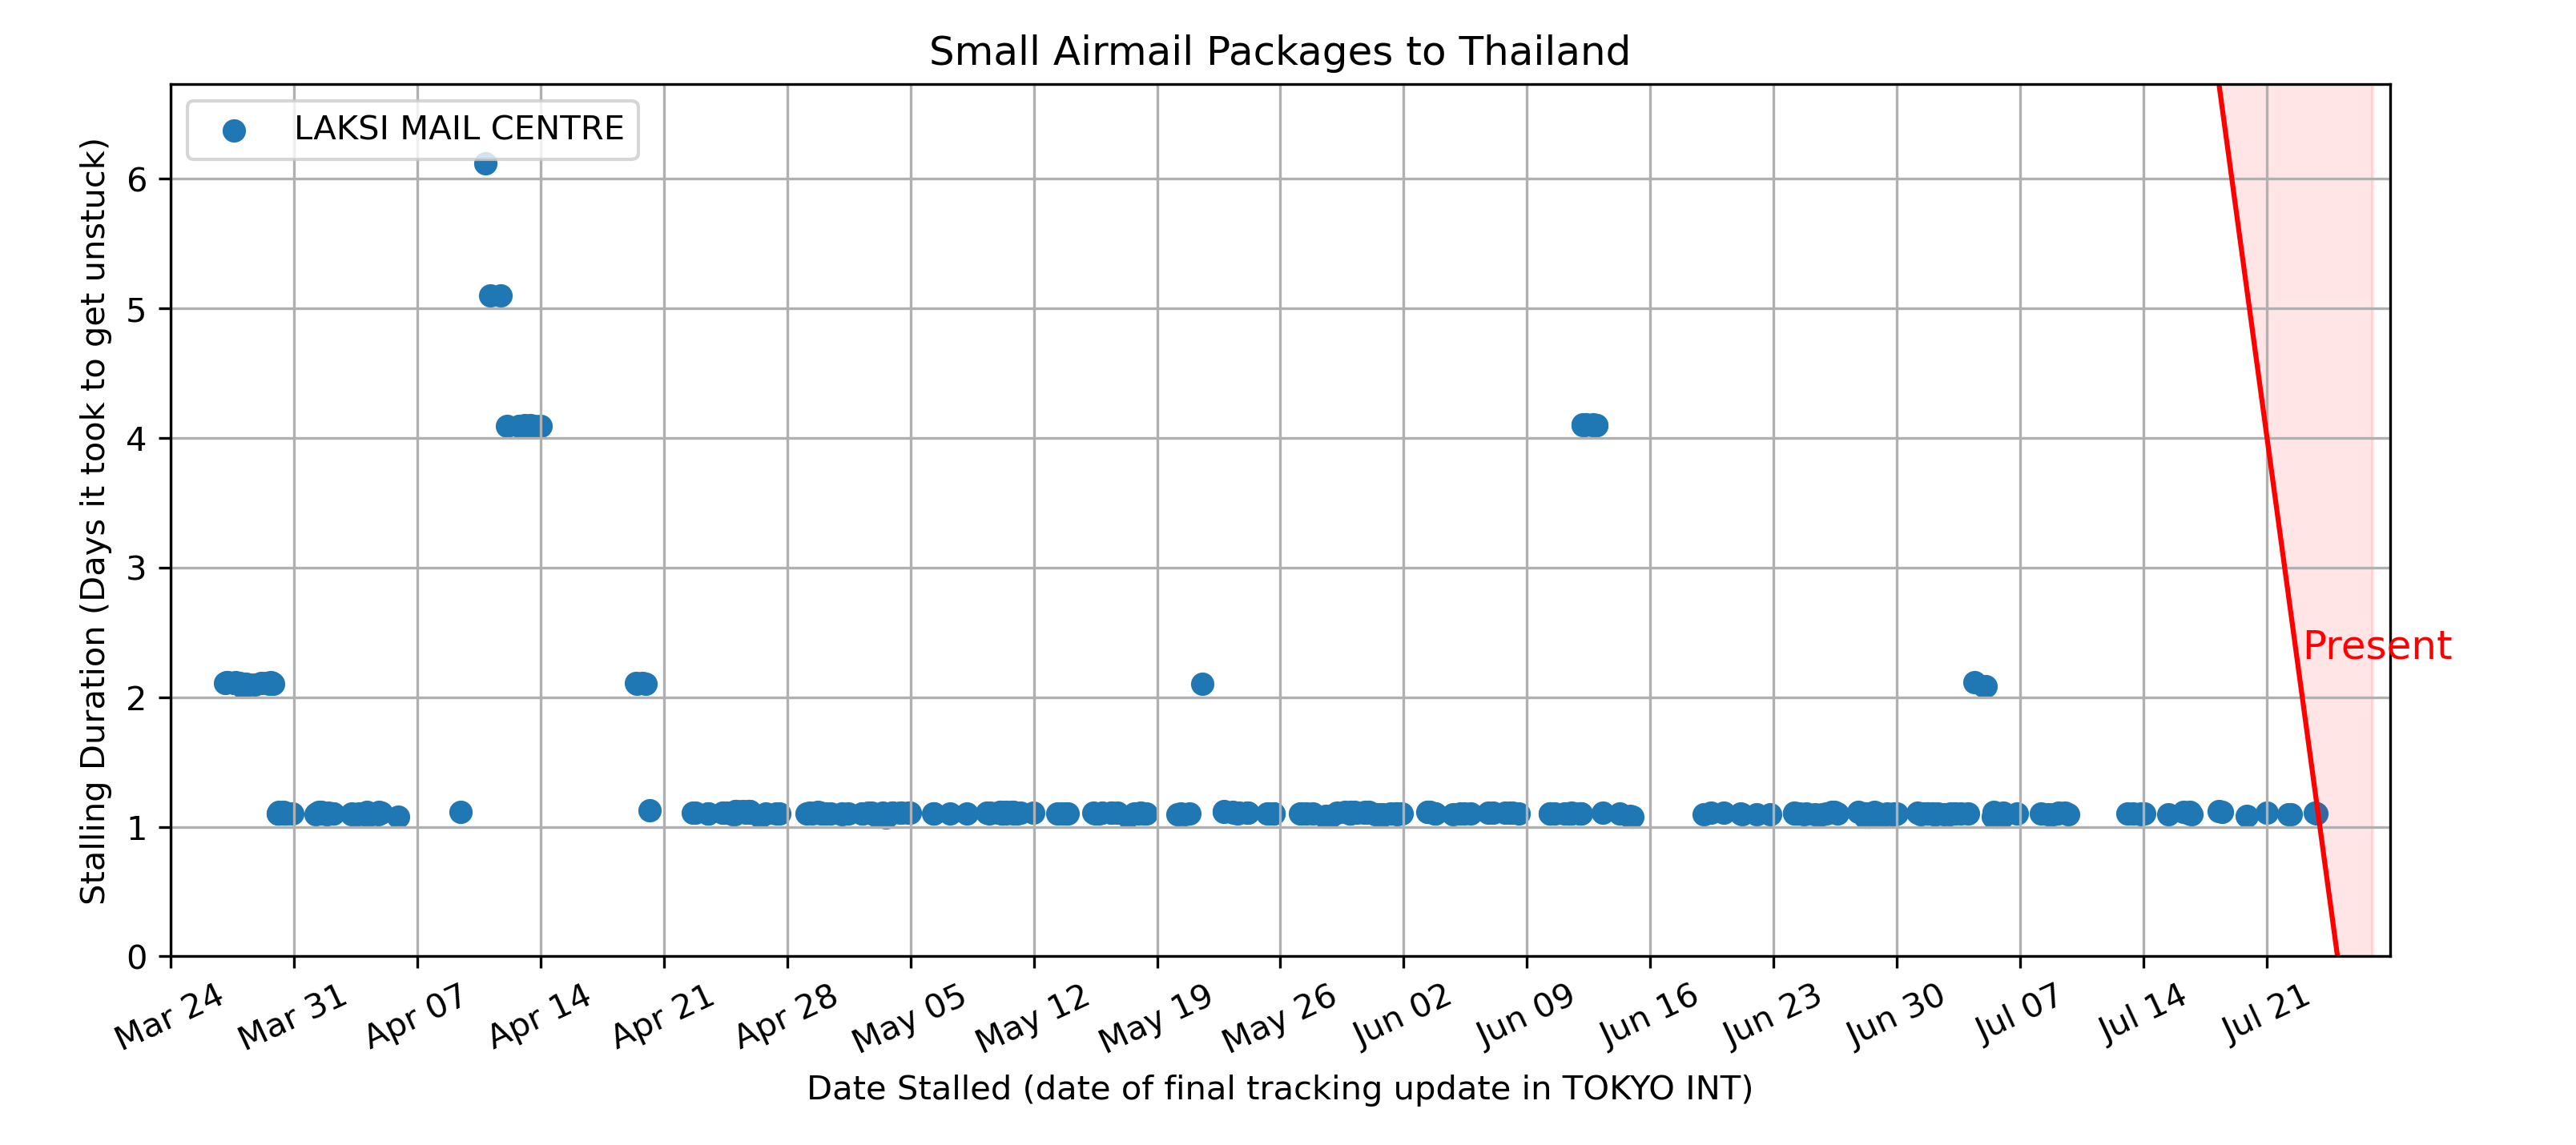 Small Airmail Packages to Thailand
LAKSI MAIL CENTRE
Stalling Duration (Days it took to get unstuck)
6
5
4
3
2
1
0
Present
Mar 24
Mar 31
Apr 07
Apr 14
Apr 21
Apr 28
May 05
May 12
May 19
May 26
Jun 02
Jun 09
Jun 16
Jun 23
Jun 30
Jul 07
Jul 14
Jul 21
Date Stalled (date of final tracking update in TOKYO INT)